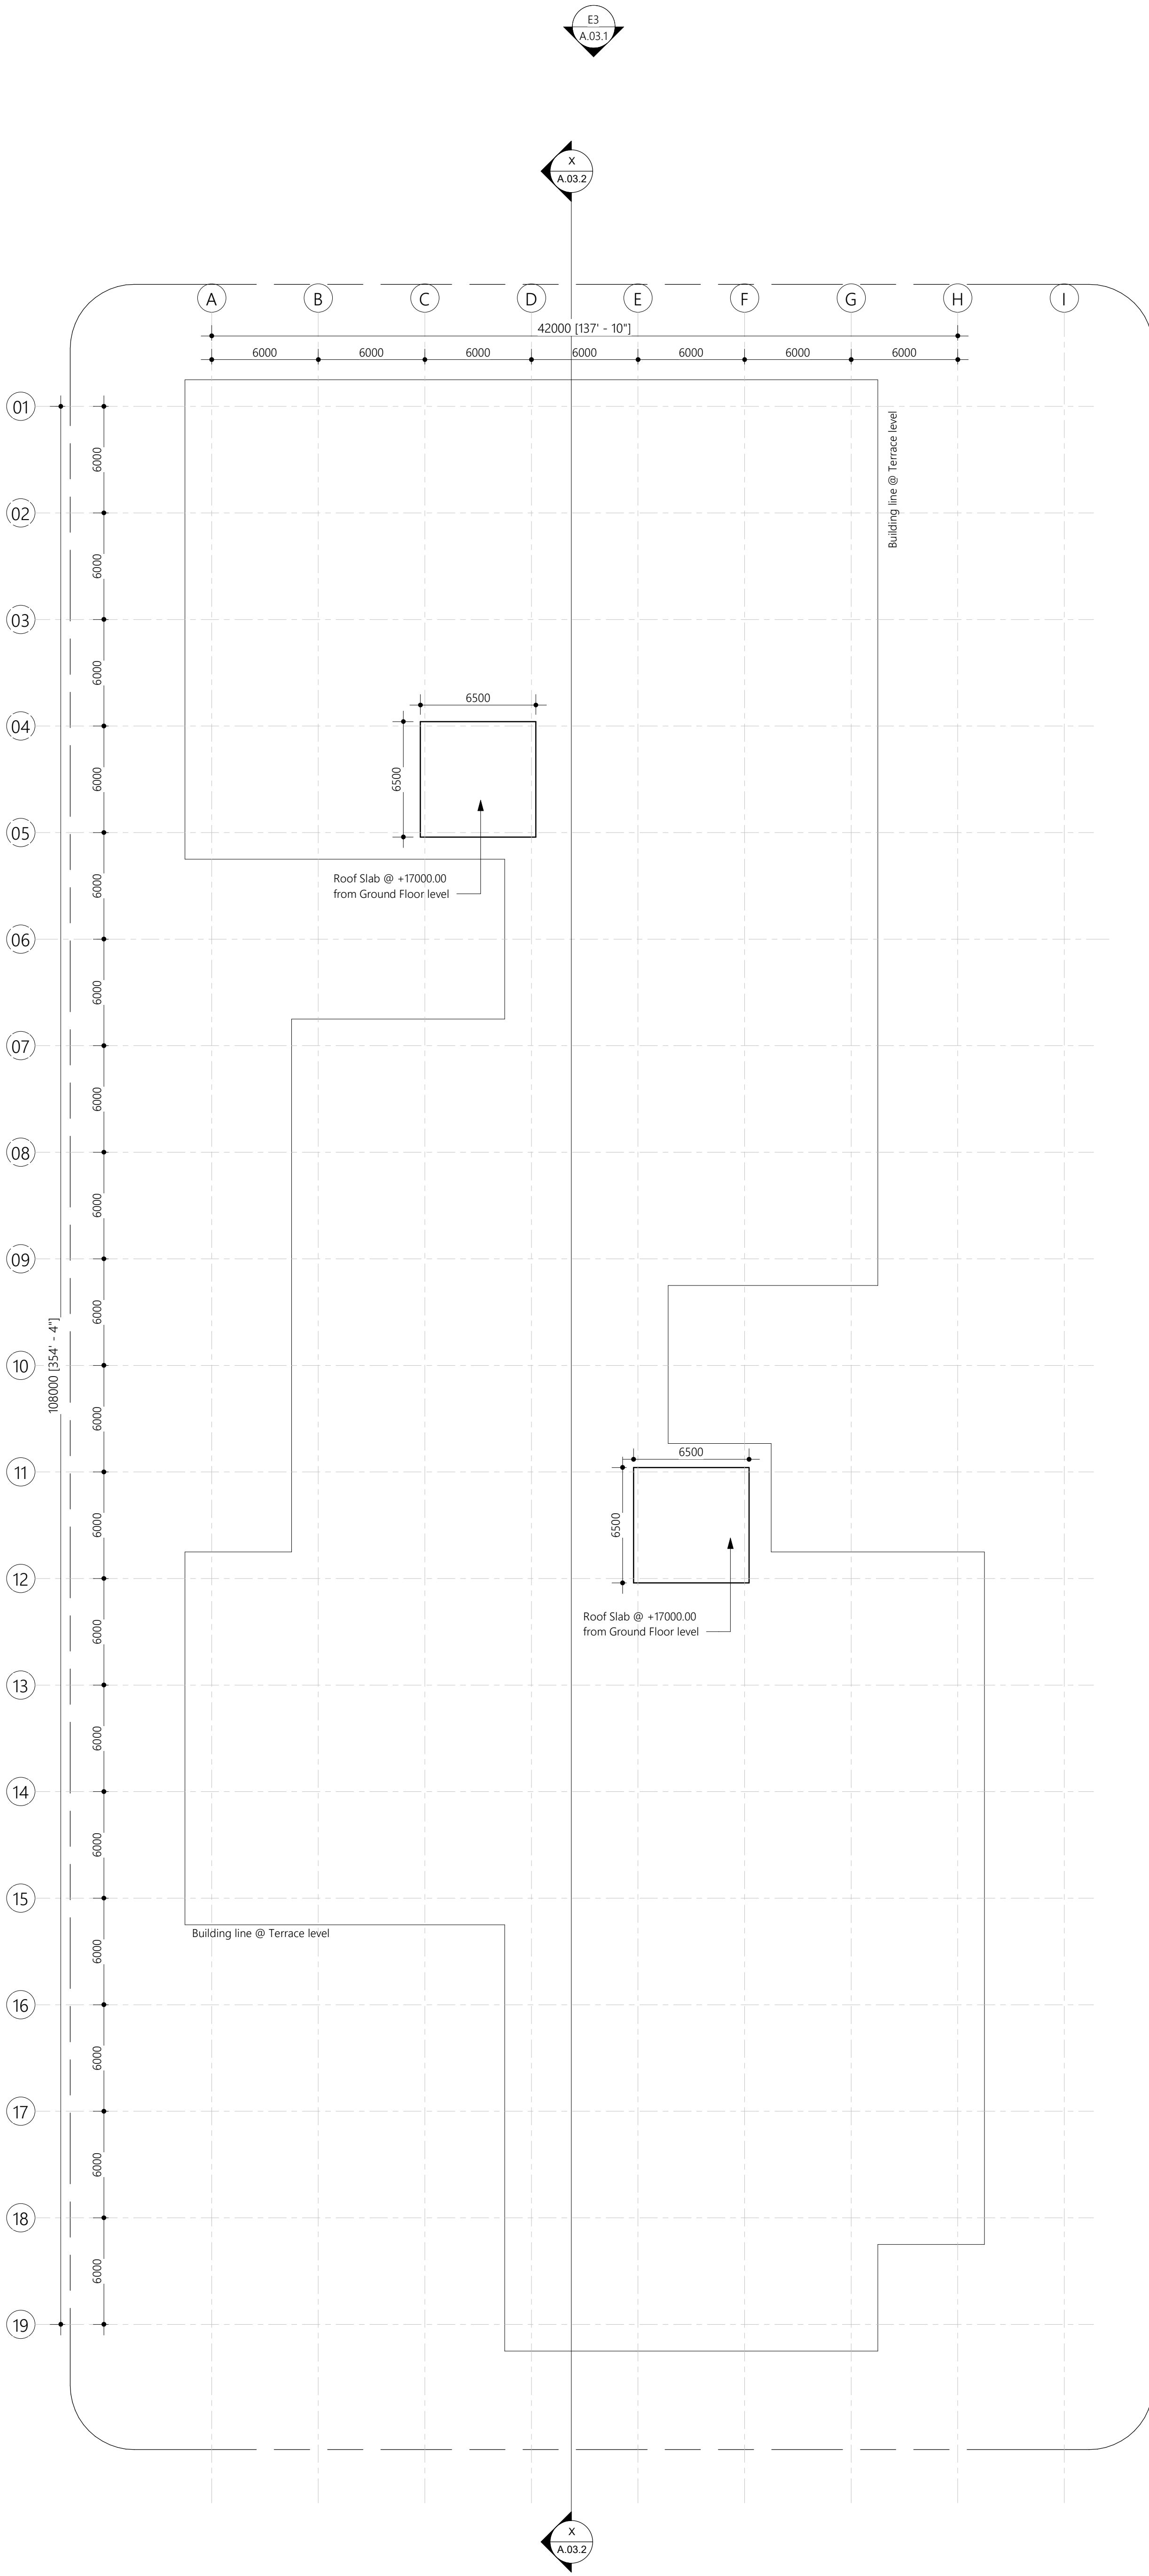 E3
A.03.1
X
A.03.2
A B C D E F G H I
42000 [137' - 10"]
6000 6000 6000 6000 6000 6000 6000
01
6000
02
6000
03
6000
04
6000
05
6000
06
6000
07
6000
08
6000
09
6000
10
6000
11
6000
12
6000
13
6000
14
6000
15
6000
16
6000
17
6000
18
6000
19
108000 [354' - 4"]
Building line @ Terrace level
6500
6500
Roof Slab @ +17000.00
from Ground Floor level
6500
6500
Roof Slab @ +17000.00
from Ground Floor level
Building line @ Terrace level
X
A.03.2